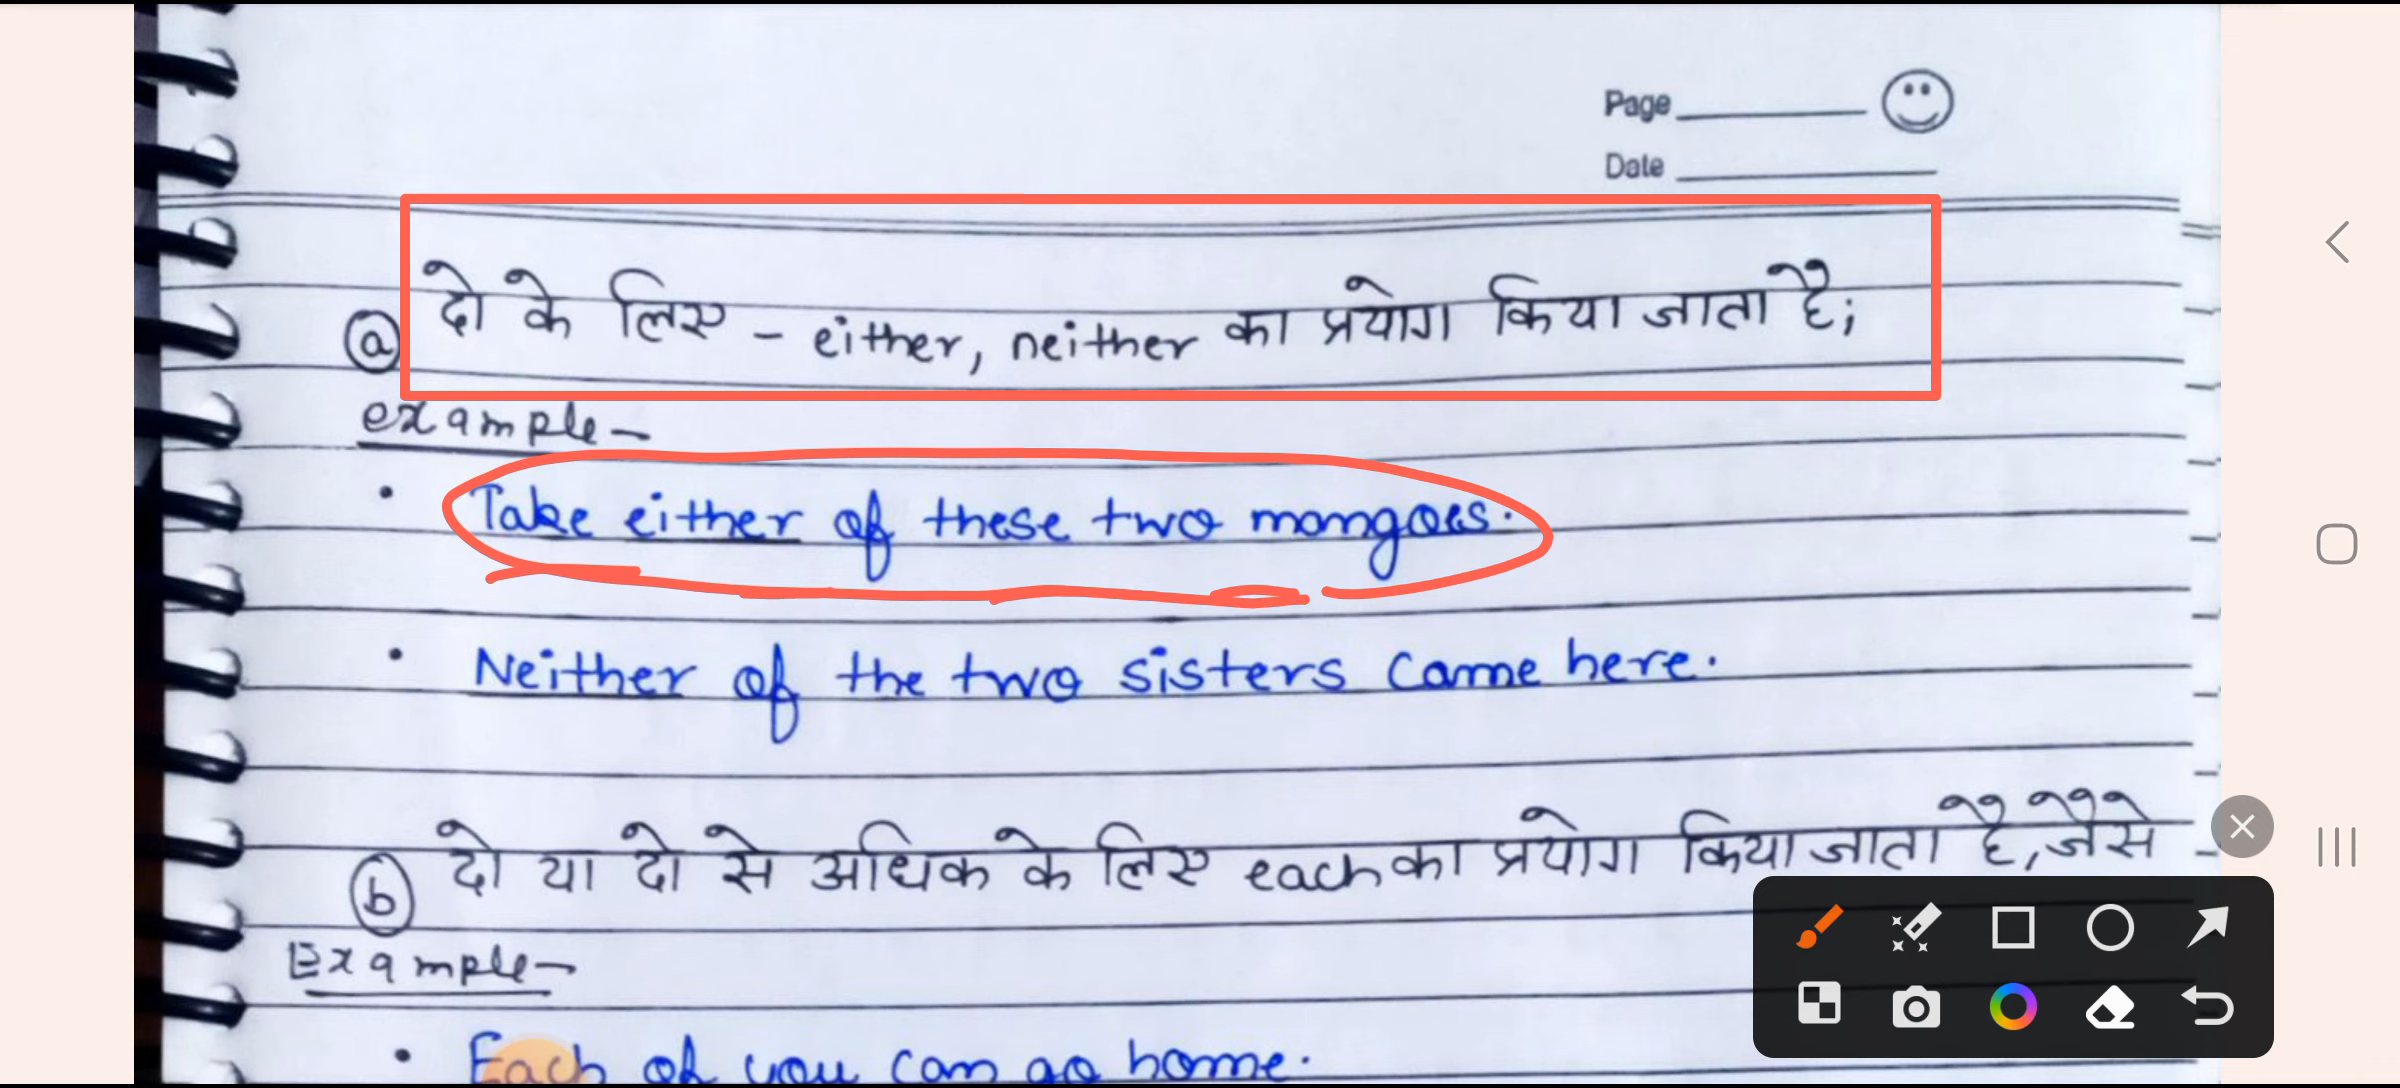 Page
Date
(a) दो के लिए - either, neither का प्रयोग किया जाता है;
example-
• Take either of these two mangoes.
• Neither of the two sisters came here.
(b) दो या दो से अधिक के लिए each का प्रयोग किया जाता है, जैसे
Example-
• Each of you can go home.